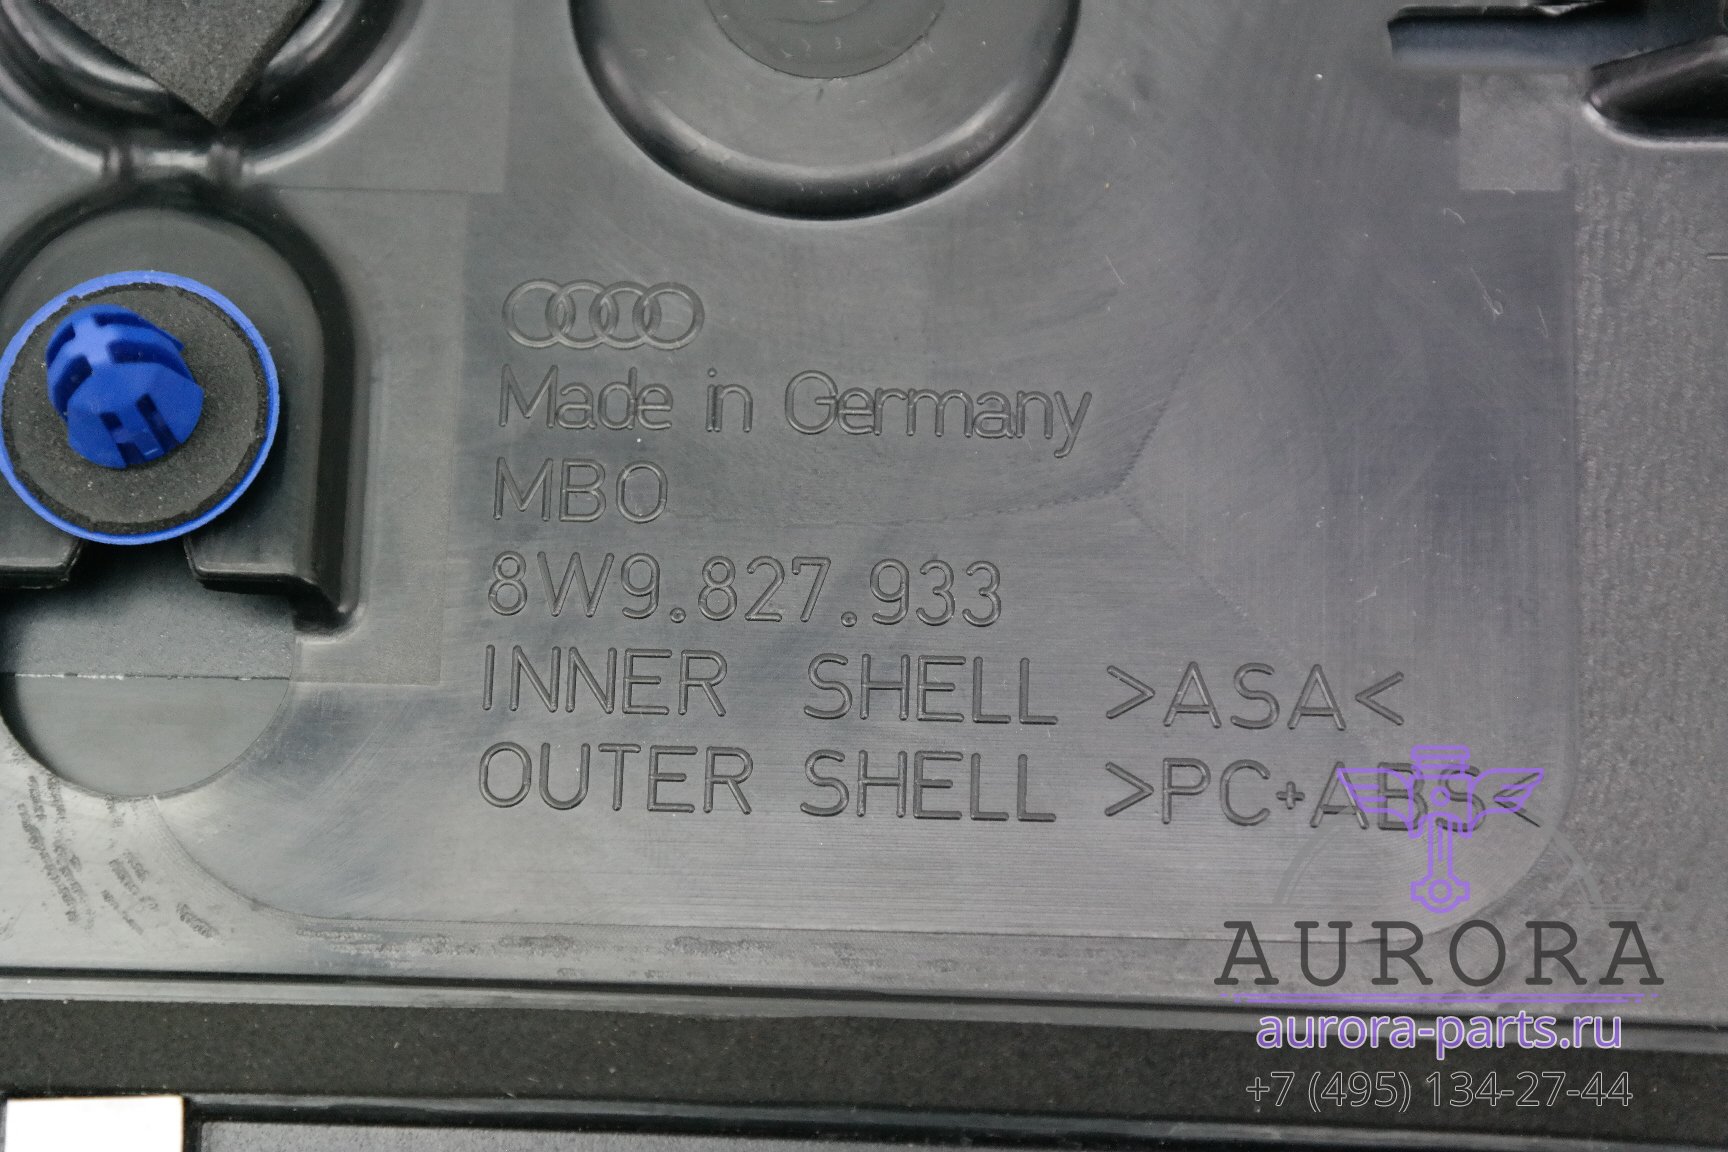 Made in Germany
MBO
8W9.827.933
INNER SHELL >ASA<
OUTER SHELL >PC+ABS<
AURORA
aurora-parts.ru
+7 (495) 134-27-44